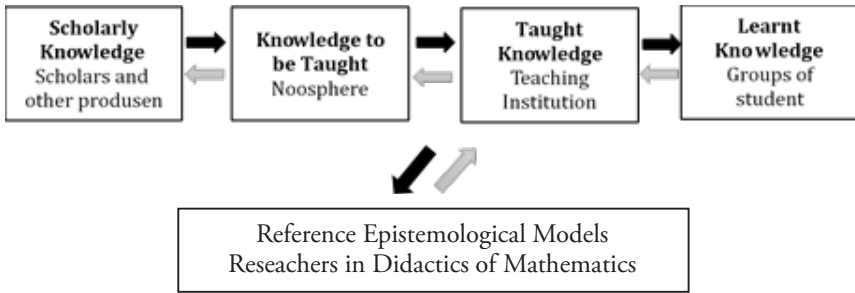 Scholarly
Knowledge
Scholars and
other produsen
Knowledge to
be Taught
Noosphere
Taught
Knowledge
Teaching
Institution
Learnt
Knowledge
Groups of
student
Reference Epistemological Models
Reseachers in Didactics of Mathematics